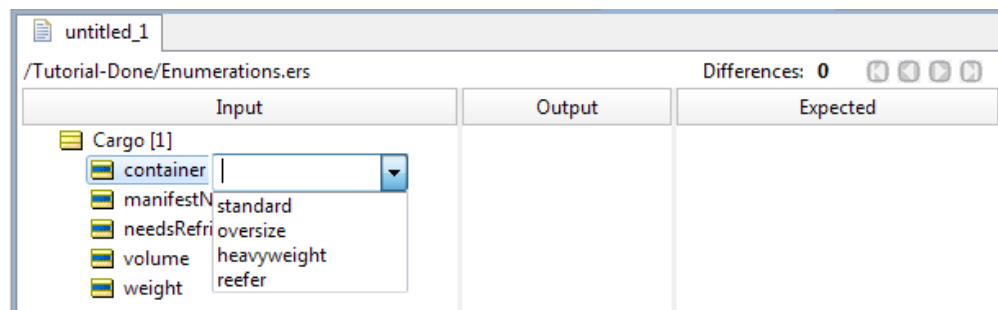 untitled_1
/Tutorial-Done/Enumerations.ers Differences: 0
Input Output Expected
Cargo [1]
container
manifestN standard
needsRefri oversize
volume heavyweight
weight reefer